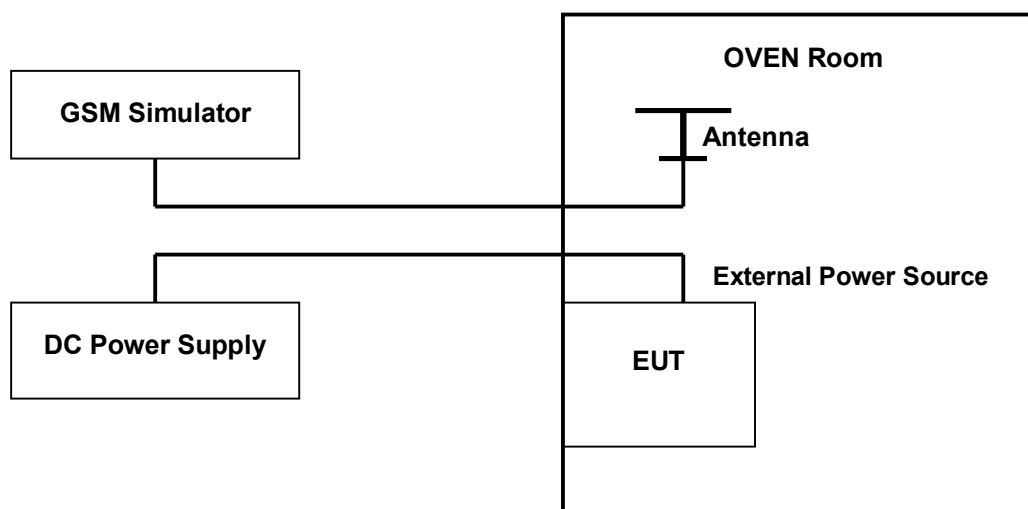 OVEN Room
GSM Simulator
Antenna
External Power Source
DC Power Supply
EUT